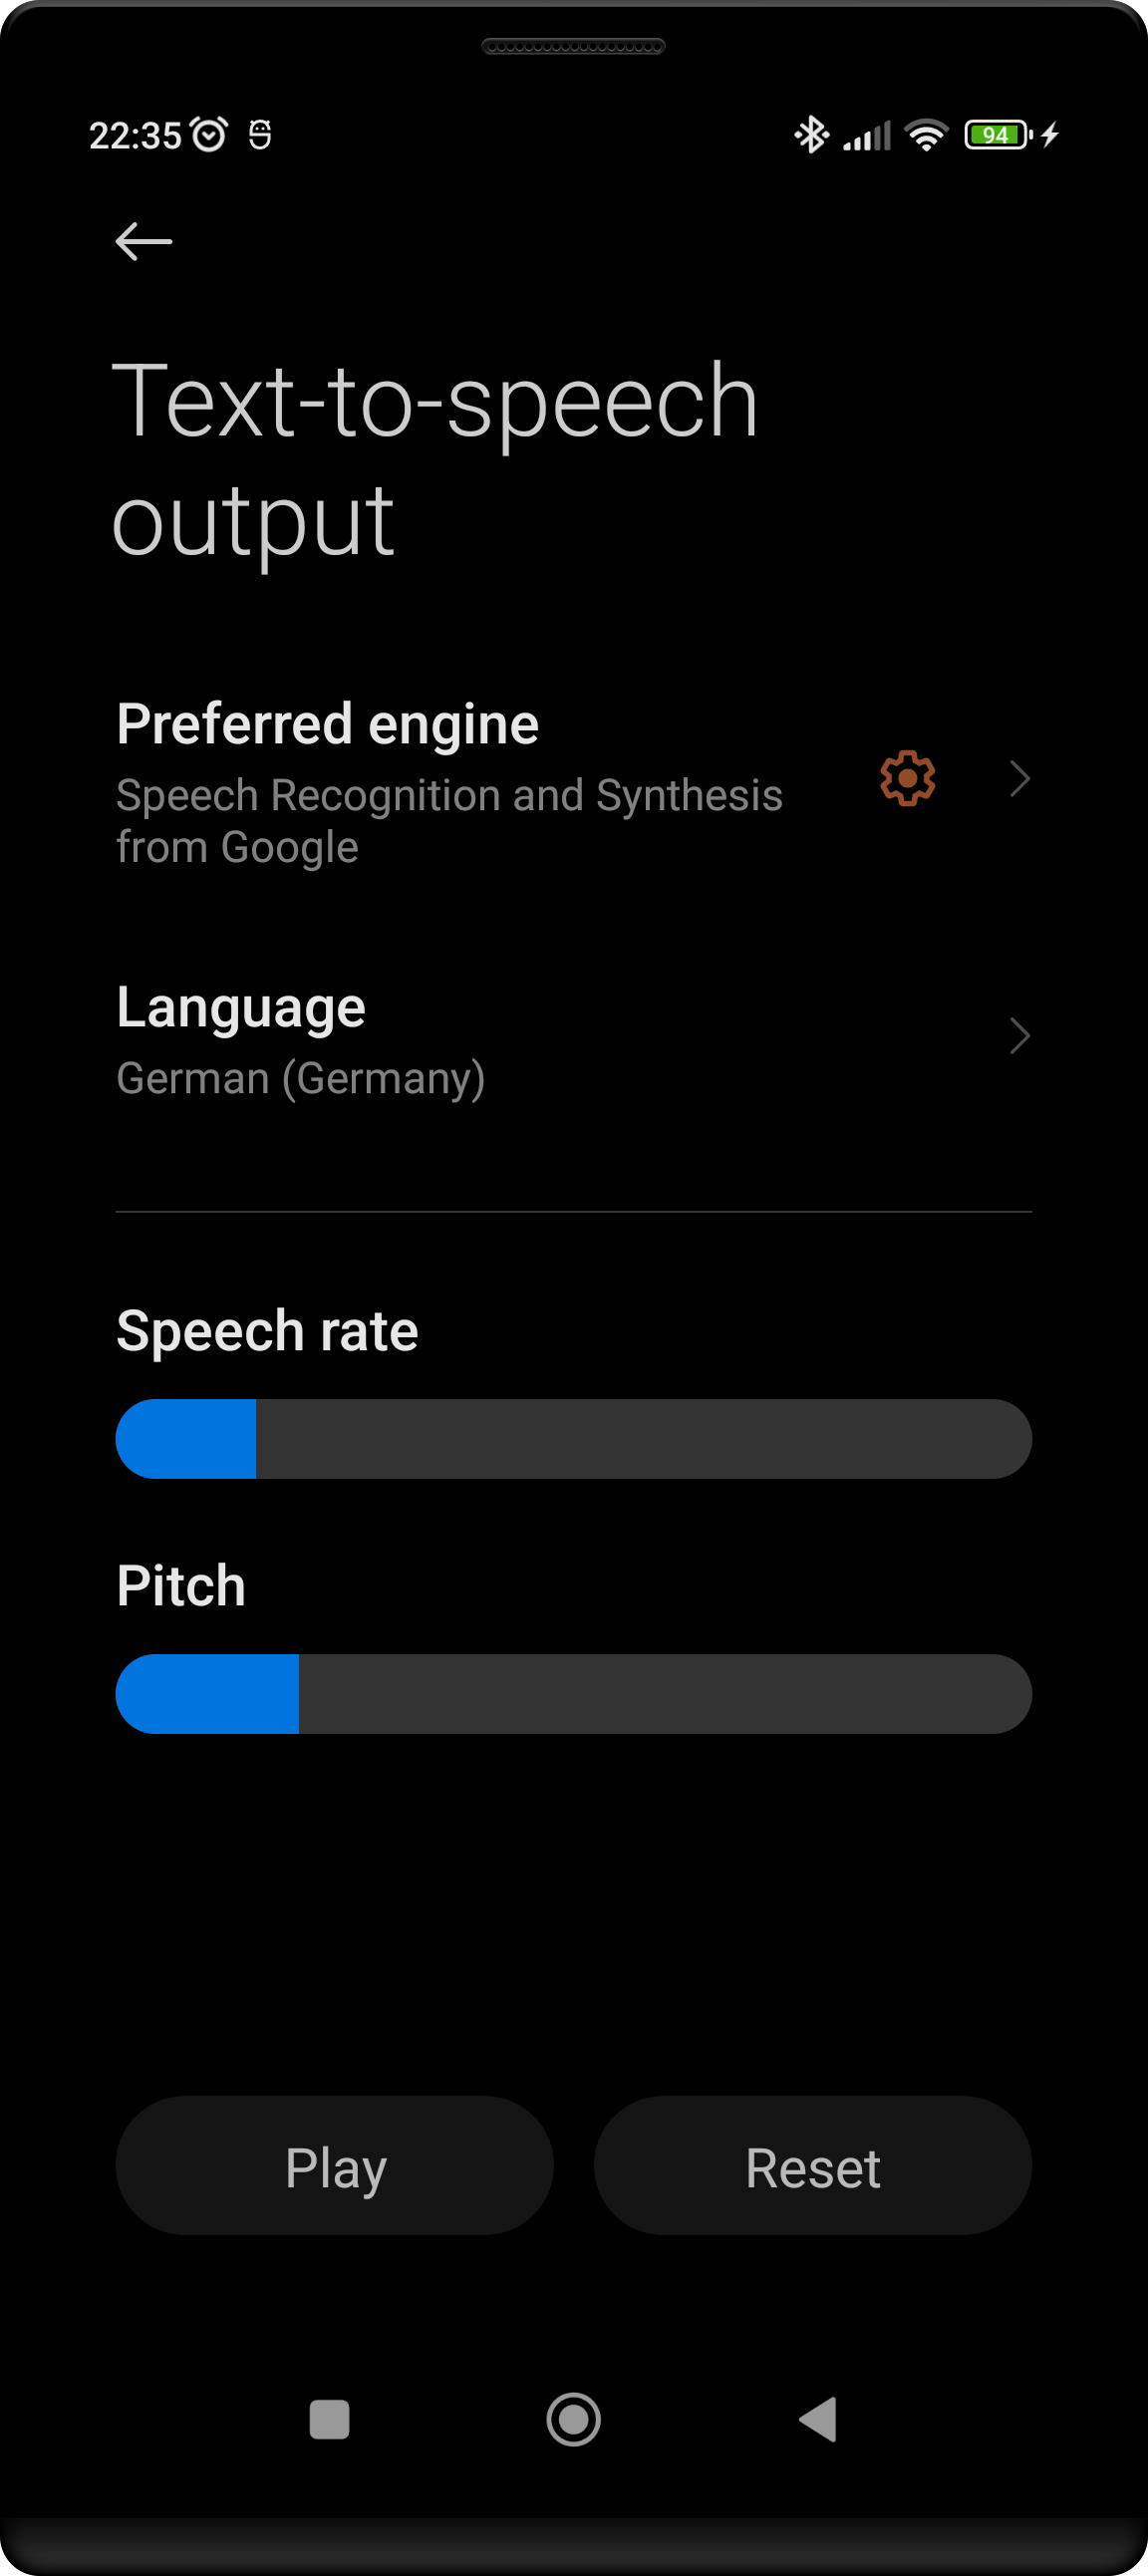 22:35
94
Text-to-speech
output
Preferred engine
Speech Recognition and Synthesis
from Google
Language
German (Germany)
Speech rate
Pitch
Play
Reset